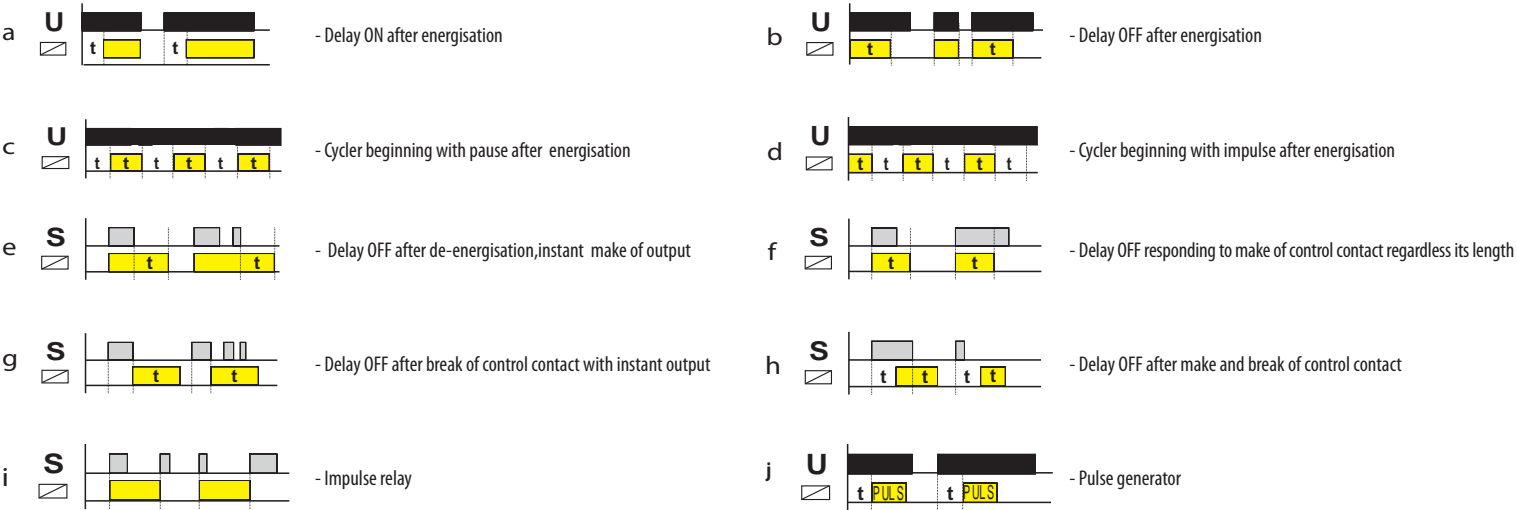 a U t t - Delay ON after energisation
b U t t - Delay OFF after energisation
c U t t t t t t - Cycler beginning with pause after energisation
d U t t t t t t - Cycler beginning with impulse after energisation
e S t t - Delay OFF after de-energisation,instant make of output
f S t t - Delay OFF responding to make of control contact regardless its length
g S t t - Delay OFF after break of control contact with instant output
h S t t t t - Delay OFF after make and break of control contact
i S - Impulse relay
j U t PULS t PULS - Pulse generator